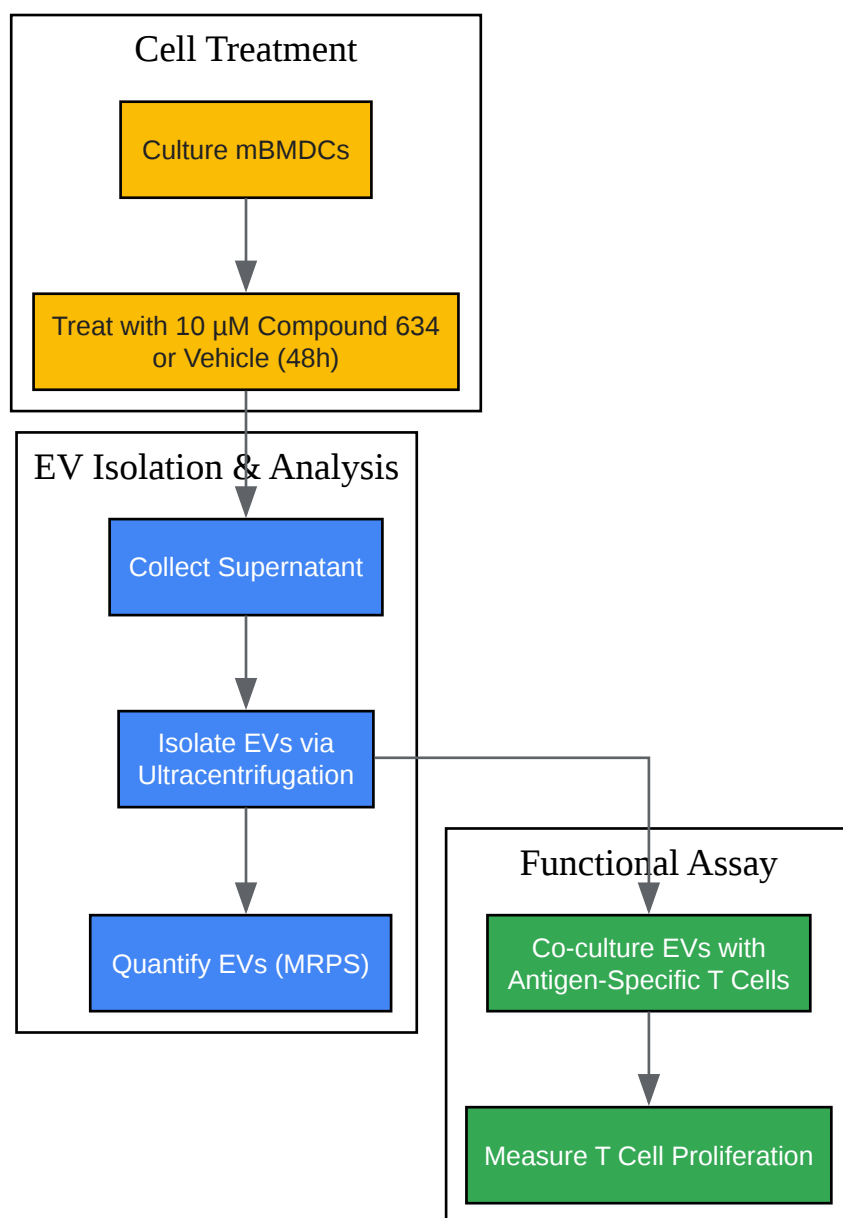 Cell Treatment
Culture mBMDCs
Treat with 10 µM Compound 634
or Vehicle (48h)
EV Isolation & Analysis
Collect Supernatant
Isolate EVs via
Ultracentrifugation
Quantify EVs (MRPS)
Functional Assay
Co-culture EVs with
Antigen-Specific T Cells
Measure T Cell Proliferation